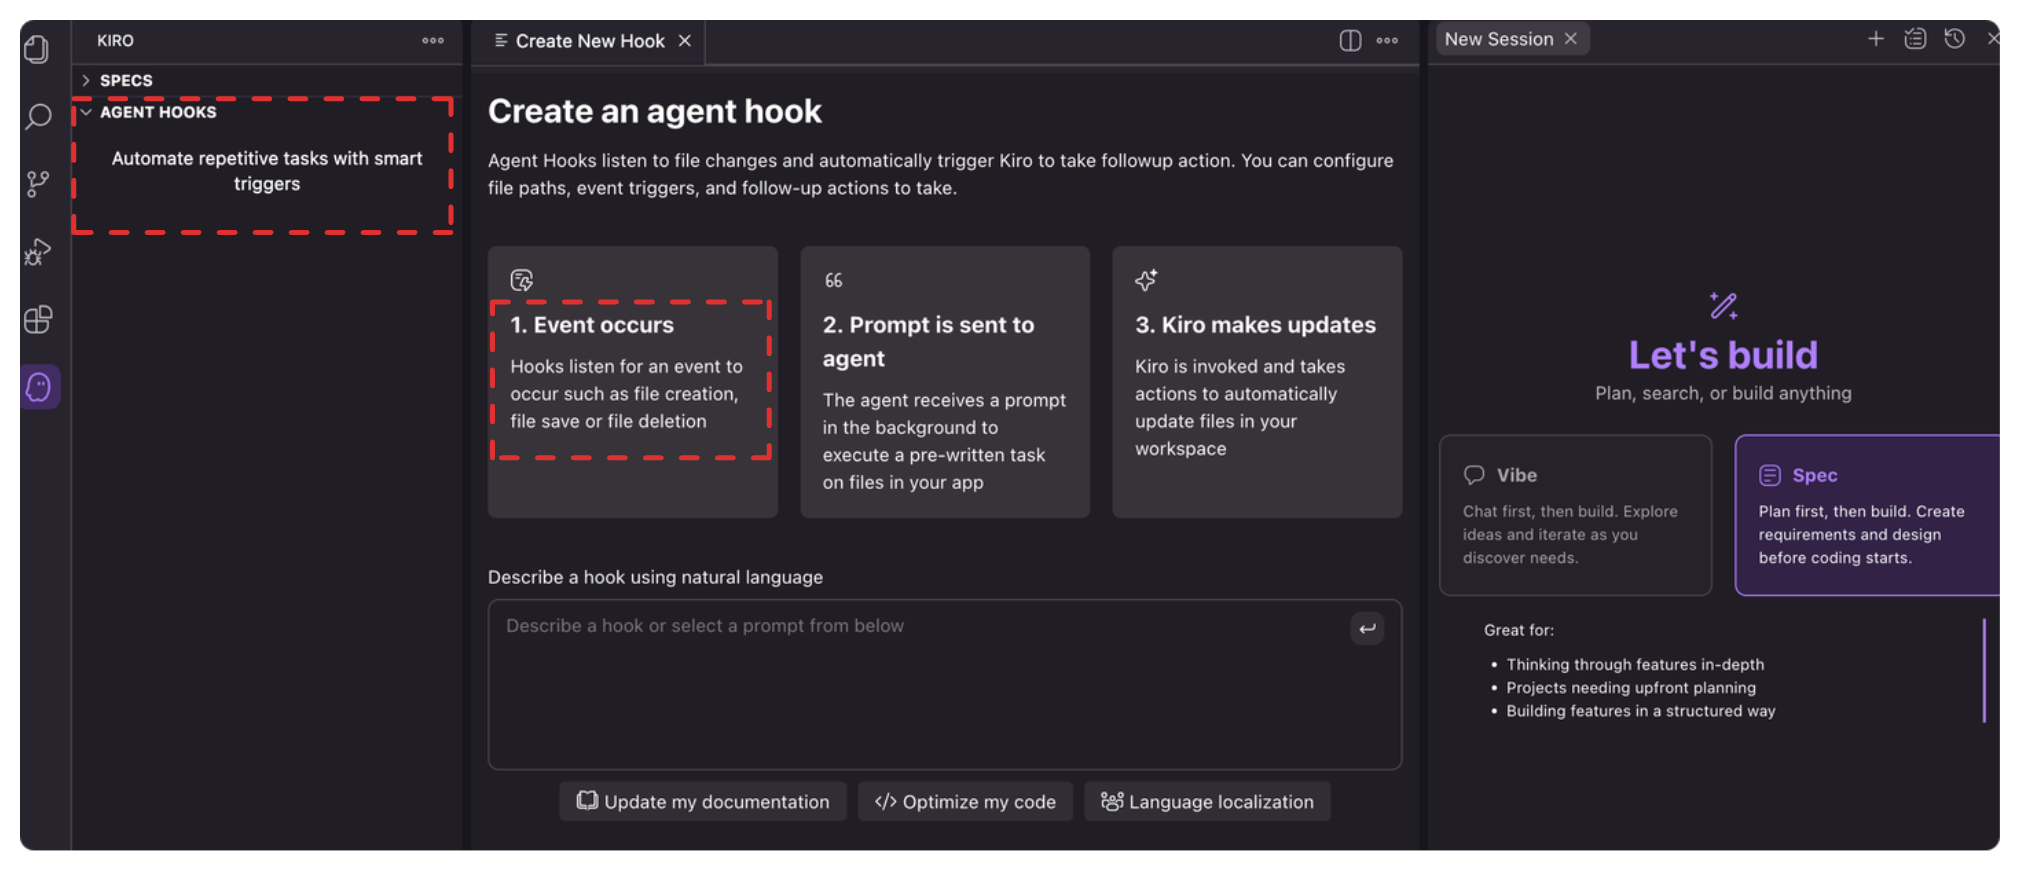 KIRO
SPECS
AGENT HOOKS
Automate repetitive tasks with smart
triggers
Create New Hook
Create an agent hook
Agent Hooks listen to file changes and automatically trigger Kiro to take followup action. You can configure
file paths, event triggers, and follow-up actions to take.
1. Event occurs
Hooks listen for an event to
occur such as file creation,
file save or file deletion
2. Prompt is sent to
agent
The agent receives a prompt
in the background to
execute a pre-written task
on files in your app
3. Kiro makes updates
Kiro is invoked and takes
actions to automatically
update files in your
workspace
Describe a hook using natural language
Describe a hook or select a prompt from below
Update my documentation
Optimize my code
Language localization
New Session
Let's build
Plan, search, or build anything
Vibe
Chat first, then build. Explore
ideas and iterate as you
discover needs.
Spec
Plan first, then build. Create
requirements and design
before coding starts.
Great for:
• Thinking through features in-depth
• Projects needing upfront planning
• Building features in a structured way